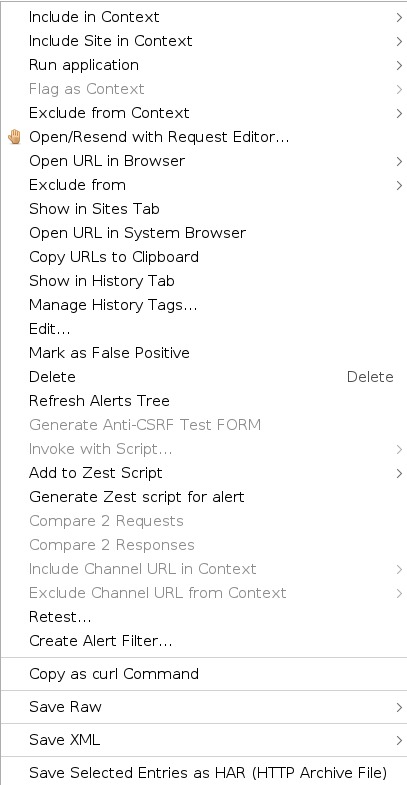 Include in Context
Include Site in Context
Run application
Flag as Context
Exclude from Context
Open/Resend with Request Editor...
Open URL in Browser
Exclude from
Show in Sites Tab
Open URL in System Browser
Copy URLs to Clipboard
Show in History Tab
Manage History Tags...
Edit...
Mark as False Positive
Delete Delete
Refresh Alerts Tree
Generate Anti-CSRF Test FORM
Invoke with Script...
Add to Zest Script
Generate Zest script for alert
Compare 2 Requests
Compare 2 Responses
Include Channel URL in Context
Exclude Channel URL from Context
Retest...
Create Alert Filter...
Copy as curl Command
Save Raw
Save XML
Save Selected Entries as HAR (HTTP Archive File)